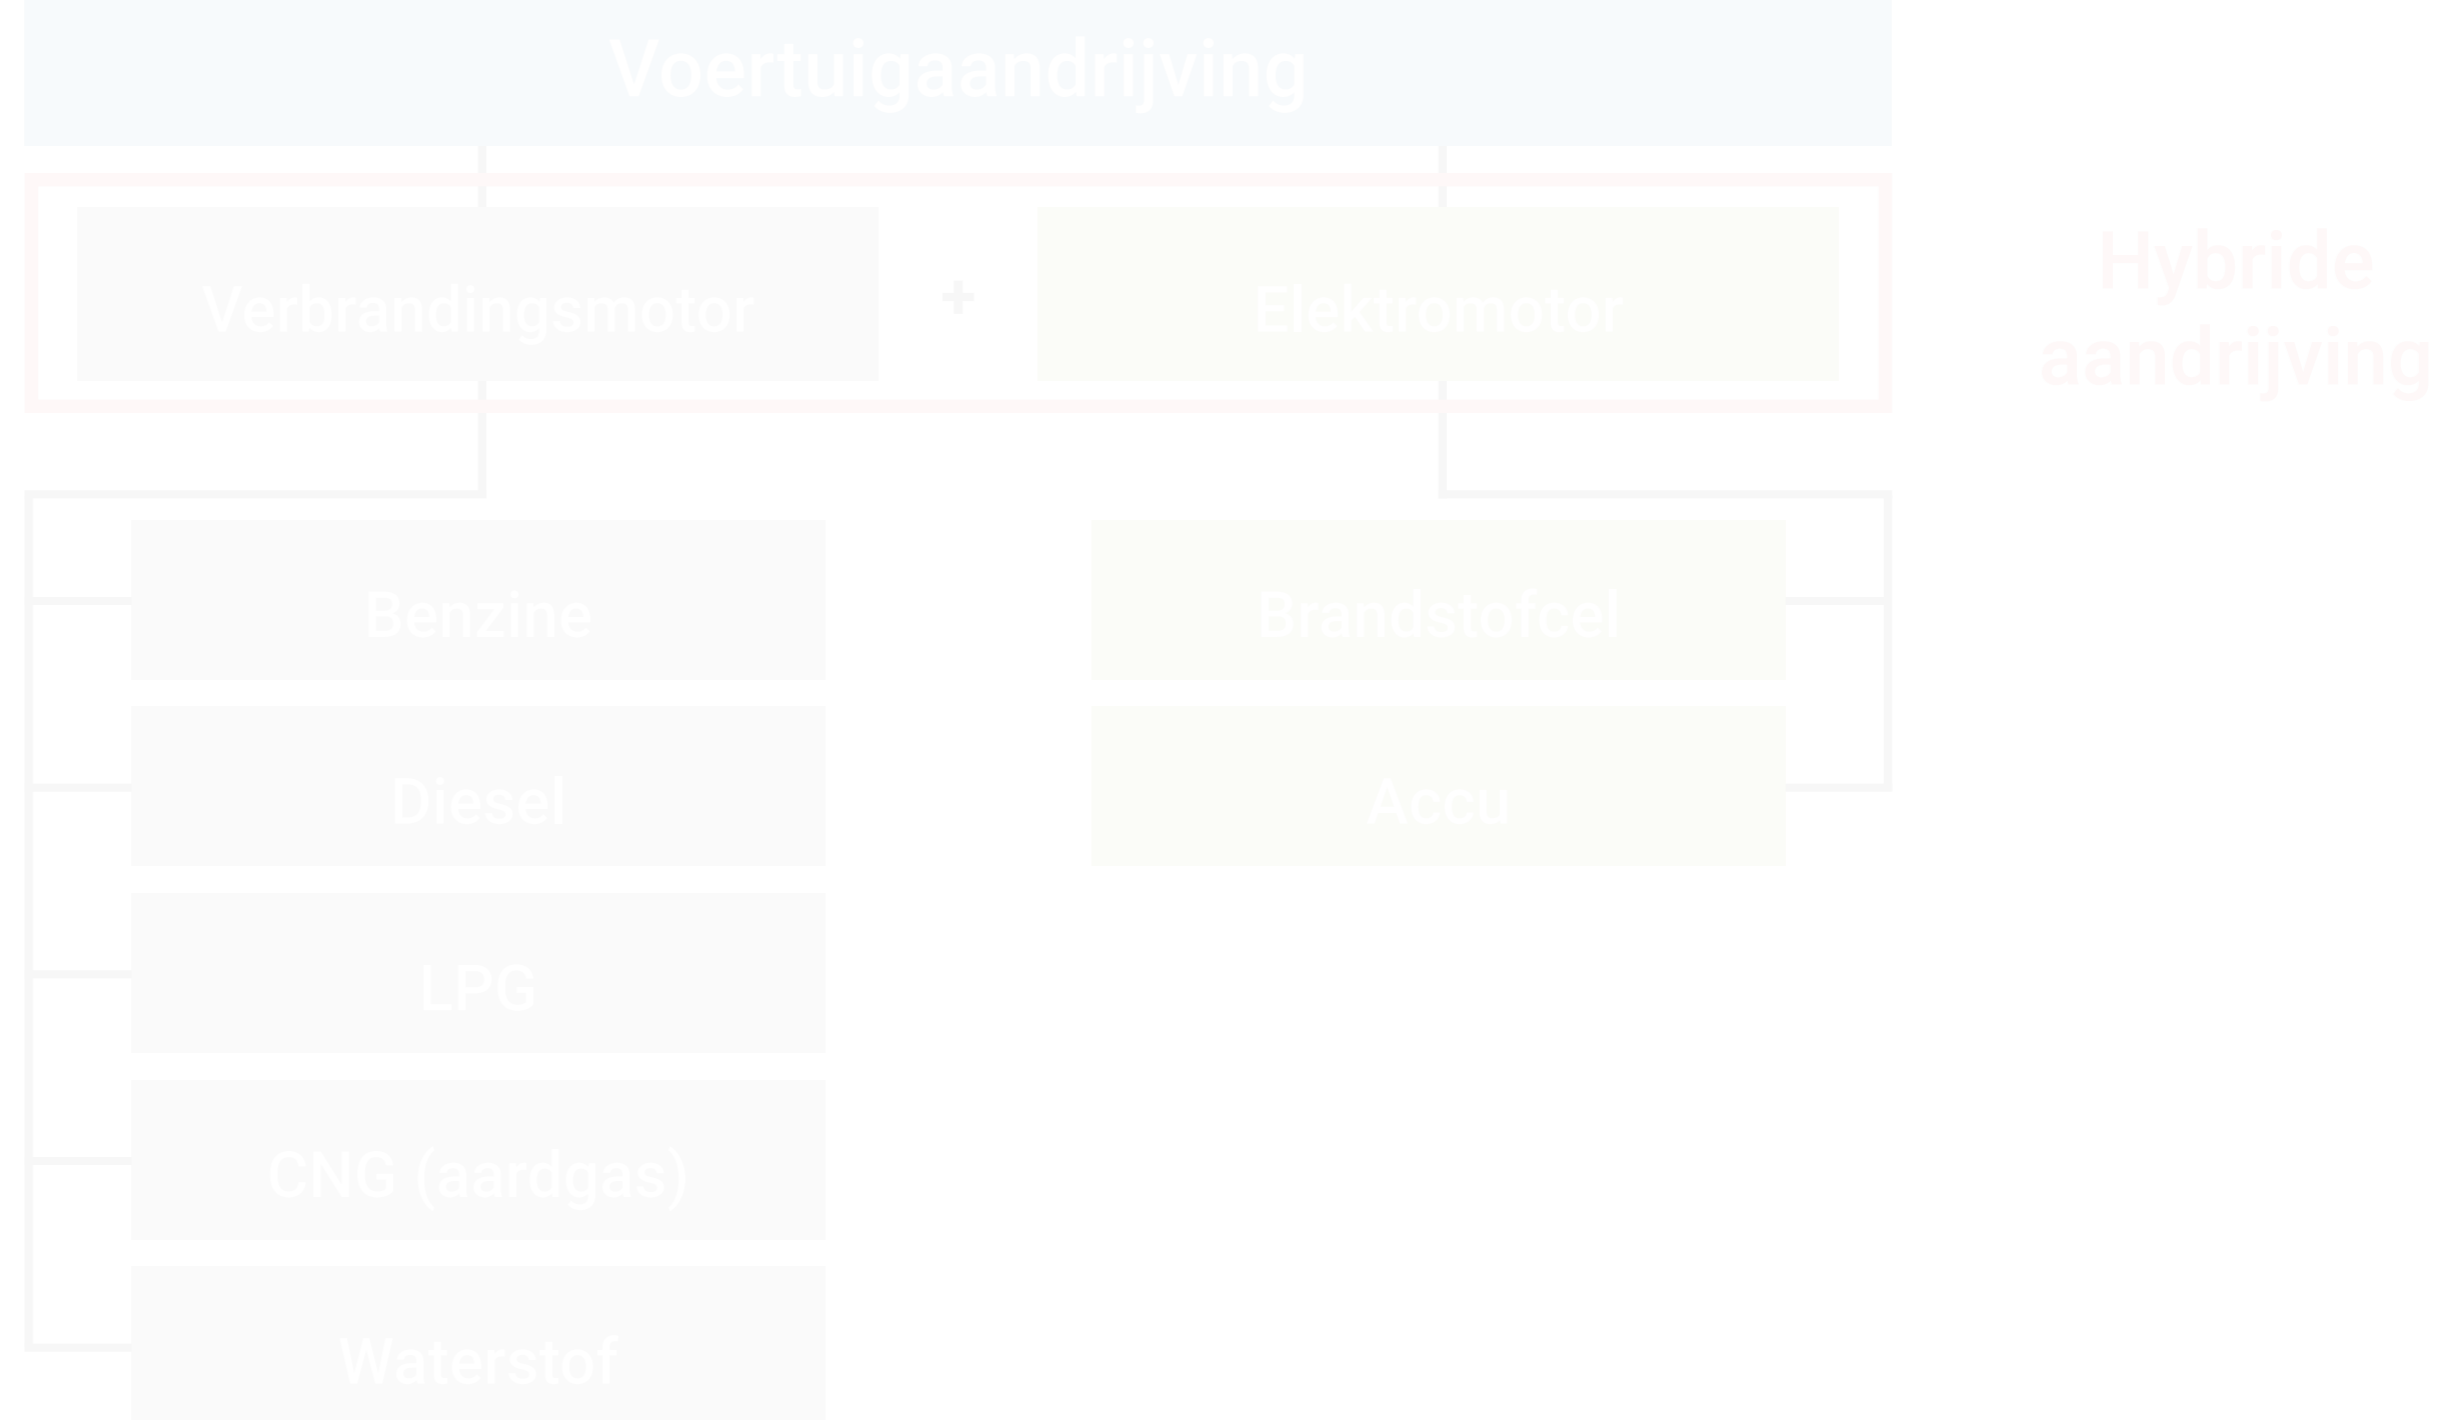 Voertuigaandrijving
Verbrandingsmotor
+
Elektromotor
Hybride
aandrijving
Benzine
Diesel
LPG
CNG (aardgas)
Waterstof
Brandstofcel
Accu